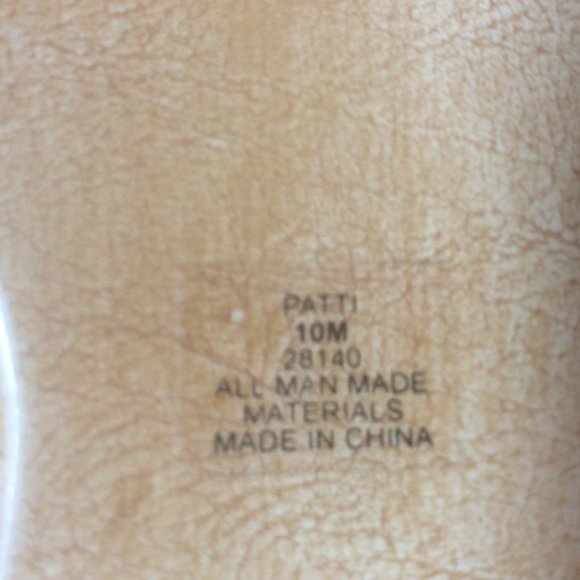 PATTI
10M
28140
ALL MAN MADE
MATERIALS
MADE IN CHINA